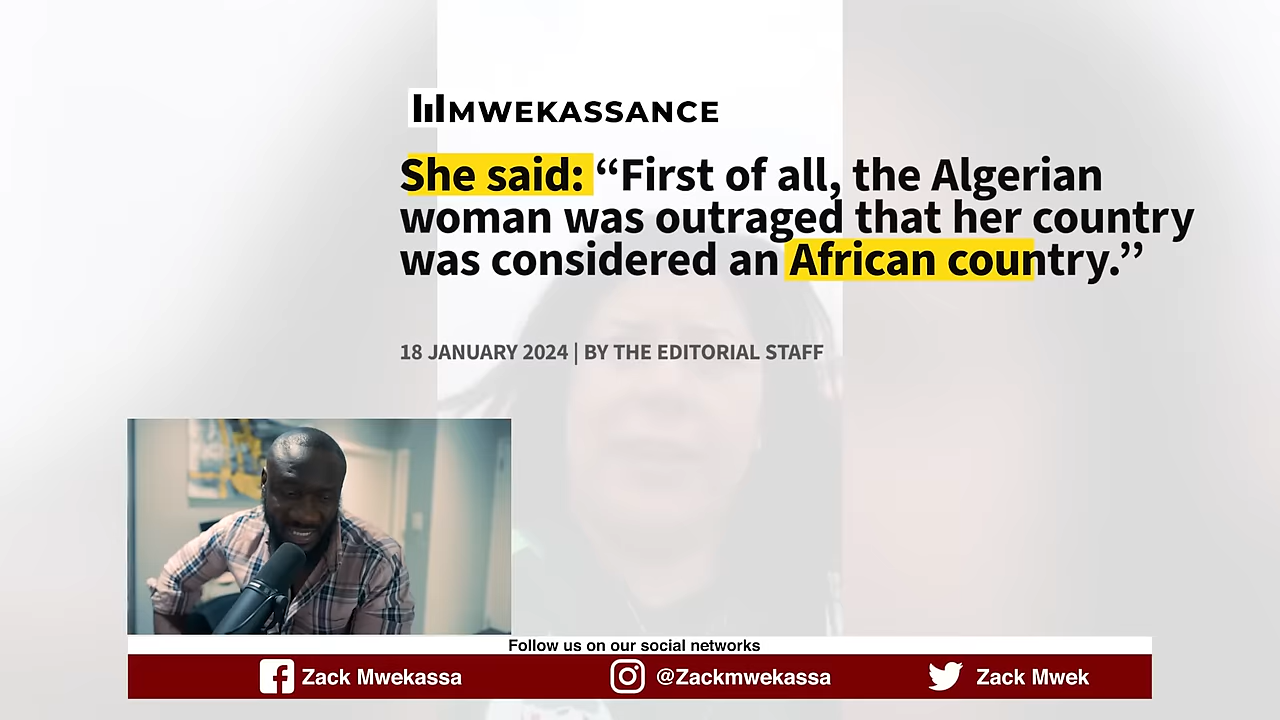 MWEKASSANCE
She said: “First of all, the Algerian
woman was outraged that her country
was considered an African country.”
18 JANUARY 2024 | BY THE EDITORIAL STAFF
Follow us on our social networks
Zack Mwekassa
@Zackmwekassa
Zack Mwek